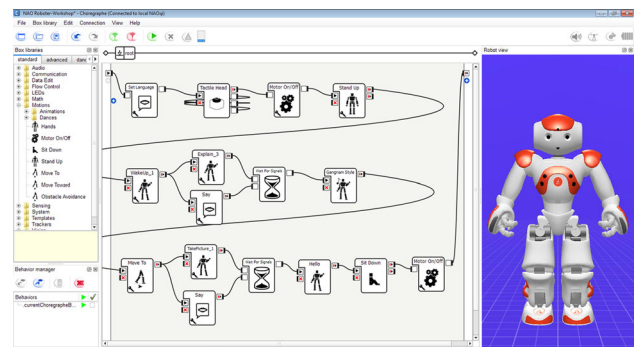 NAO Roboter-Workshop* - Choregraphe (Connected to local NAOqi)
File Edit Connection View Help
Box libraries
standard advanced
Audio
Communication
Data Edit
Flow Control
LEDs
Math
Motions
Animations
Dances
Hands
Motor On/Off
Sit Down
Stand Up
Move To
Move Toward
Obstacle Avoidance
Sensing
System
Templates
Trackers
Behavior manager
Behaviors
.currentChoregrapheB...
root
Set Language
Tactile Head
Motor On/Off
Stand Up
WakeUp_1
Explain_3
Say
Wait For Signals
Gangnam Style
Move To
TakePicture_1
Say
Wait For Signals
Hello
Sit Down
Motor On/Off
Robot view